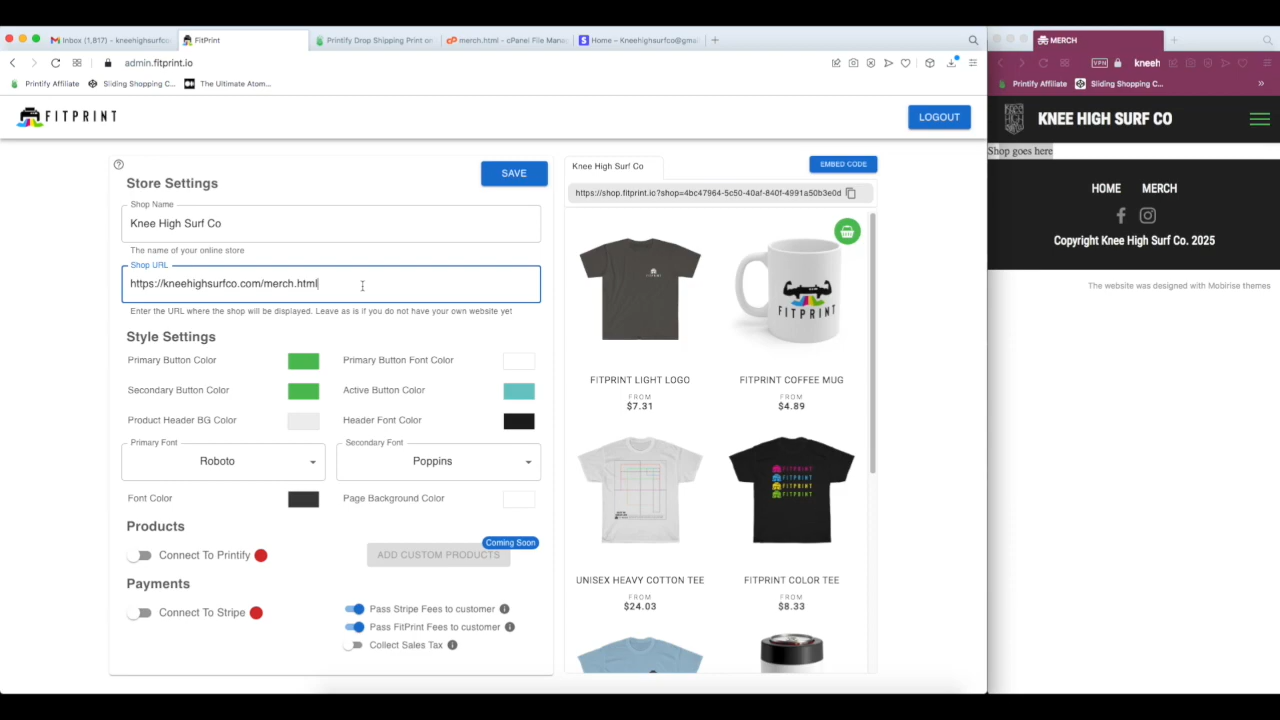 Inbox (1,817) - kneehighsurfc
FitPrint
Printify Drop Shipping Print on
merch.html - cPanel File Mana
Home – Kneehighsurfco@gma
MERCH
admin.fitprint.io
VPN
kneeh
Printify Affiliate
Sliding Shopping C...
The Ultimate Atom...
Printify Affiliate
Sliding Shopping C...
»
FITPRINT
LOGOUT
KNEE HIGH SURF CO
Shop goes here
HOME
MERCH
Copyright Knee High Surf Co. 2025
The website was designed with Mobirise themes
Store Settings
SAVE
Shop Name
Knee High Surf Co
The name of your online store
Shop URL
https://kneehighsurfco.com/merch.html
Enter the URL where the shop will be displayed. Leave as is if you do not have your own website yet
Style Settings
Primary Button Color
Primary Button Font Color
Secondary Button Color
Active Button Color
Product Header BG Color
Header Font Color
Primary Font
Roboto
Secondary Font
Poppins
Font Color
Page Background Color
Products
Connect To Printify
Coming Soon
ADD CUSTOM PRODUCTS
Payments
Connect To Stripe
Pass Stripe Fees to customer
Pass FitPrint Fees to customer
Collect Sales Tax
Knee High Surf Co
EMBED CODE
https://shop.fitprint.io?shop=4bc47964-5c50-40af-840f-4991a50b3e0d
FITPRINT
FITPRINT LIGHT LOGO
FROM
$7.31
FITPRINT COFFEE MUG
FROM
$4.89
FITPRINT
FITPRINT
FITPRINT
FITPRINT
UNISEX HEAVY COTTON TEE
FROM
$24.03
FITPRINT COLOR TEE
FROM
$8.33